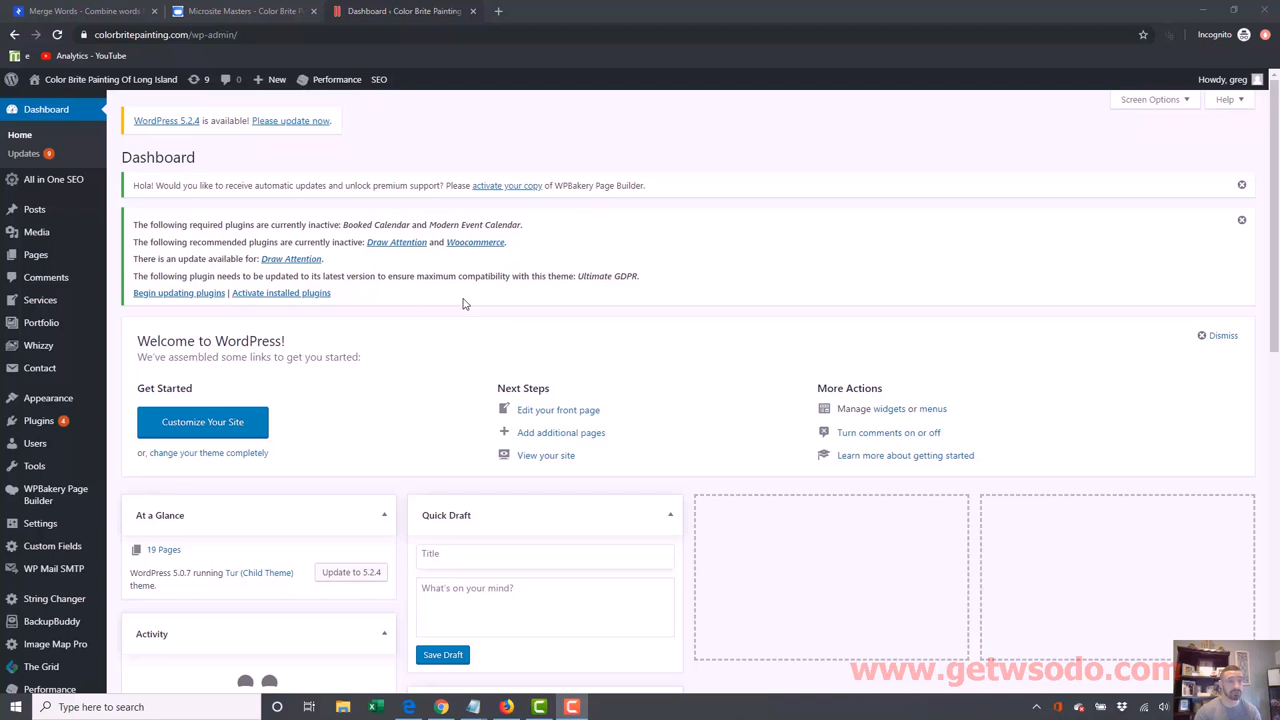 Merge Words - Combine words
Microsite Masters - Color Brite P
Dashboard ‹ Color Brite Painting
colorbritepainting.com/wp-admin/
Incognito
e
Analytics - YouTube
Color Brite Painting Of Long Island
9
0
New
Performance
SEO
Howdy, greg
Dashboard
Home
Updates 9
All in One SEO
Posts
Media
Pages
Comments
Services
Portfolio
Whizzy
Contact
Appearance
Plugins 4
Users
Tools
WPBakery Page
Builder
Settings
Custom Fields
WP Mail SMTP
String Changer
BackupBuddy
Image Map Pro
The Grid
Performance
Screen Options
Help
WordPress 5.2.4 is available! Please update now.
Dashboard
Hola! Would you like to receive automatic updates and unlock premium support? Please activate your copy of WPBakery Page Builder.
The following required plugins are currently inactive: Booked Calendar and Modern Event Calendar.
The following recommended plugins are currently inactive: Draw Attention and Woocommerce.
There is an update available for: Draw Attention.
The following plugin needs to be updated to its latest version to ensure maximum compatibility with this theme: Ultimate GDPR.
Begin updating plugins | Activate installed plugins
Welcome to WordPress!
We've assembled some links to get you started:
Dismiss
Get Started
Customize Your Site
or, change your theme completely
Next Steps
Edit your front page
Add additional pages
View your site
More Actions
Manage widgets or menus
Turn comments on or off
Learn more about getting started
At a Glance
19 Pages
WordPress 5.0.7 running Tur (Child Theme)
theme.
Update to 5.2.4
Activity
Quick Draft
Title
What's on your mind?
Save Draft
www.getwsodo.com
Type here to search